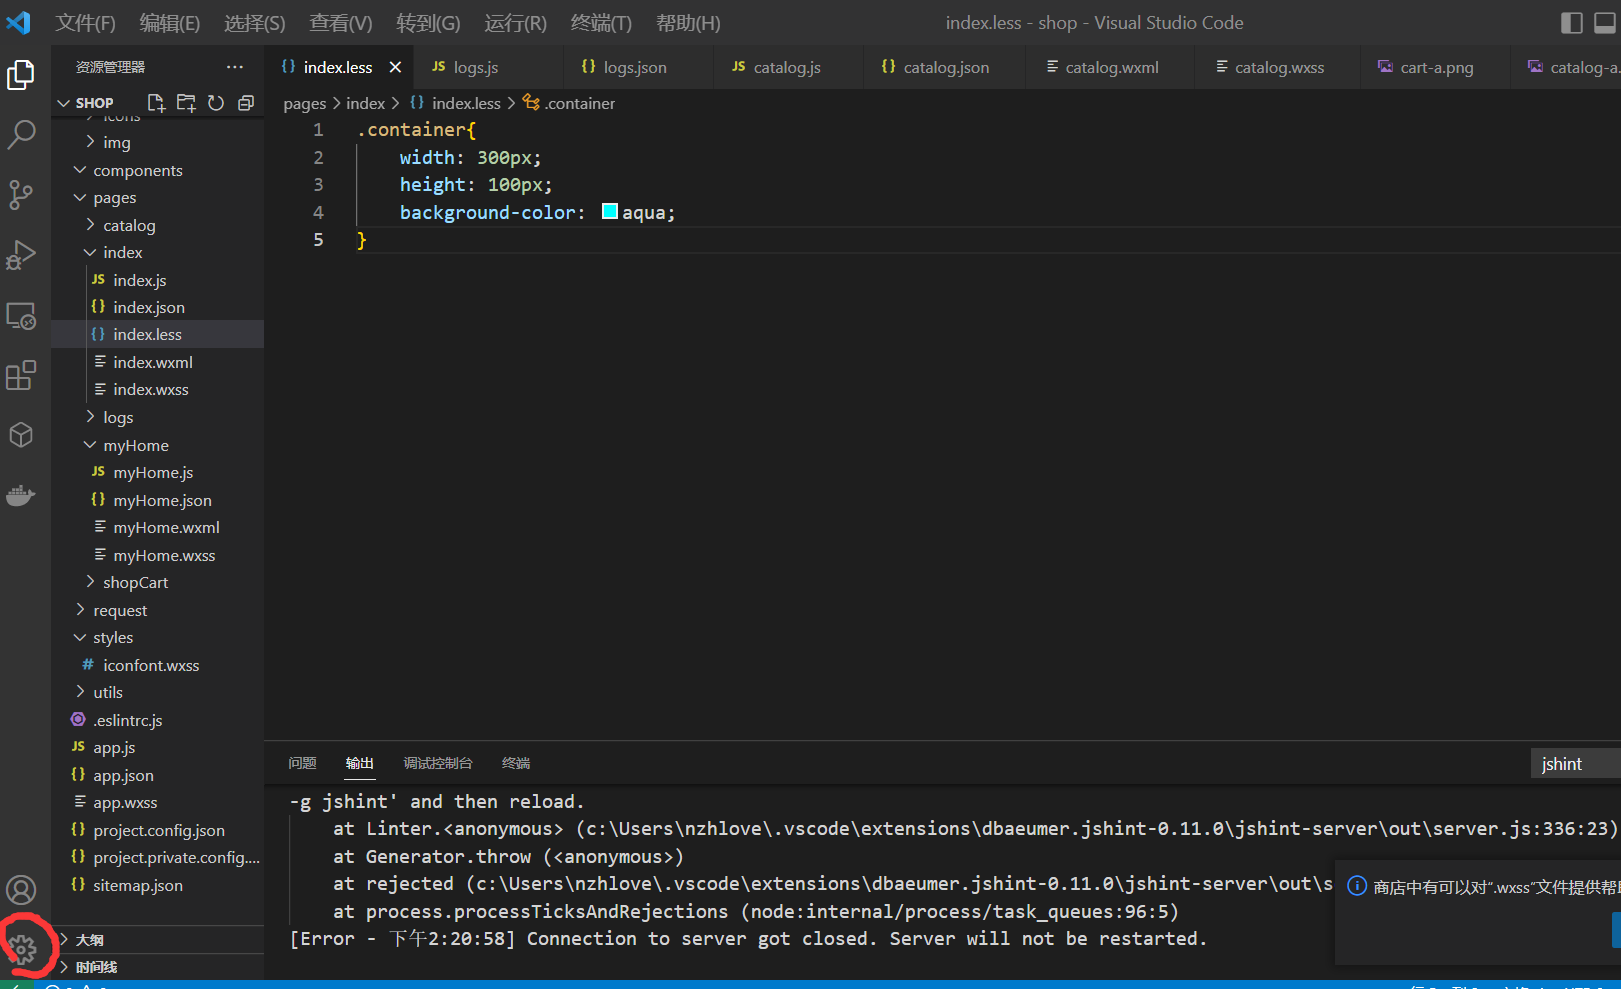 文件(F) 编辑(E) 选择(S) 查看(V) 转到(G) 运行(R) 终端(T) 帮助(H) index.less - shop - Visual Studio Code
资源管理器 ···
index.less logs.js logs.json catalog.js catalog.json catalog.wxml catalog.wxss cart-a.png catalog-a.
SHOP
pages > index > {} index.less > .container
icons
img
components
pages
catalog
index
index.js
index.json
index.less
index.wxml
index.wxss
logs
myHome
myHome.js
myHome.json
myHome.wxml
myHome.wxss
shopCart
request
styles
iconfont.wxss
utils
.eslintrc.js
app.js
app.json
app.wxss
project.config.json
project.private.config....
sitemap.json
大纲
时间线
1 .container{
2 width: 300px;
3 height: 100px;
4 background-color: aqua;
5 }
问题 输出 调试控制台 终端 jshint
-g jshint' and then reload.
at Linter.<anonymous> (c:\Users\nzhlove\.vscode\extensions\dbaeumer.jshint-0.11.0\jshint-server\out\server.js:336:23)
at Generator.throw (<anonymous>)
at rejected (c:\Users\nzhlove\.vscode\extensions\dbaeumer.jshint-0.11.0\jshint-server\out\s
at process.processTicksAndRejections (node:internal/process/task_queues:96:5)
[Error - 下午2:20:58] Connection to server got closed. Server will not be restarted.
商店中有可以对“.wxss”文件提供帮